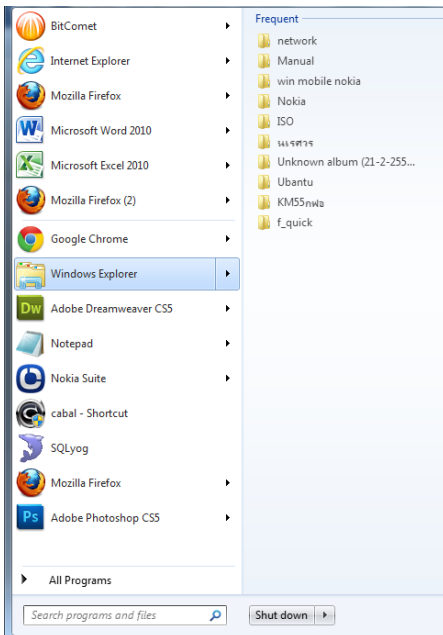 BitComet
Internet Explorer
Mozilla Firefox
Microsoft Word 2010
Microsoft Excel 2010
Mozilla Firefox (2)
Google Chrome
Windows Explorer
Dw Adobe Dreamweaver CS5
Notepad
Nokia Suite
cabal - Shortcut
SQLyog
Mozilla Firefox
Ps Adobe Photoshop CS5
All Programs
Search programs and files
Frequent
network
Manual
win mobile nokia
Nokia
ISO
นเรศวร
Unknown album (21-2-255...
Ubantu
KM55กฟอ
f_quick
Shut down